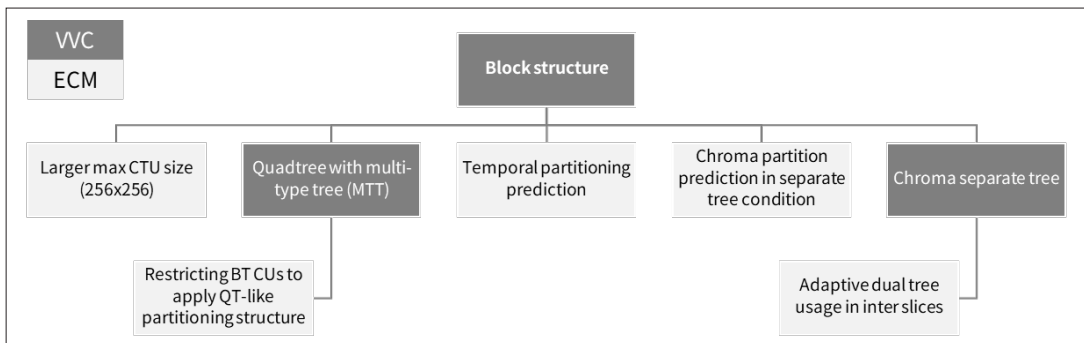 VVC
ECM
Block structure
Larger max CTU size
(256x256)
Quadtree with multi-
type tree (MTT)
Temporal partitioning
prediction
Chroma partition
prediction in separate
tree condition
Chroma separate tree
Restricting BT CUs to
apply QT-like
partitioning structure
Adaptive dual tree
usage in inter slices